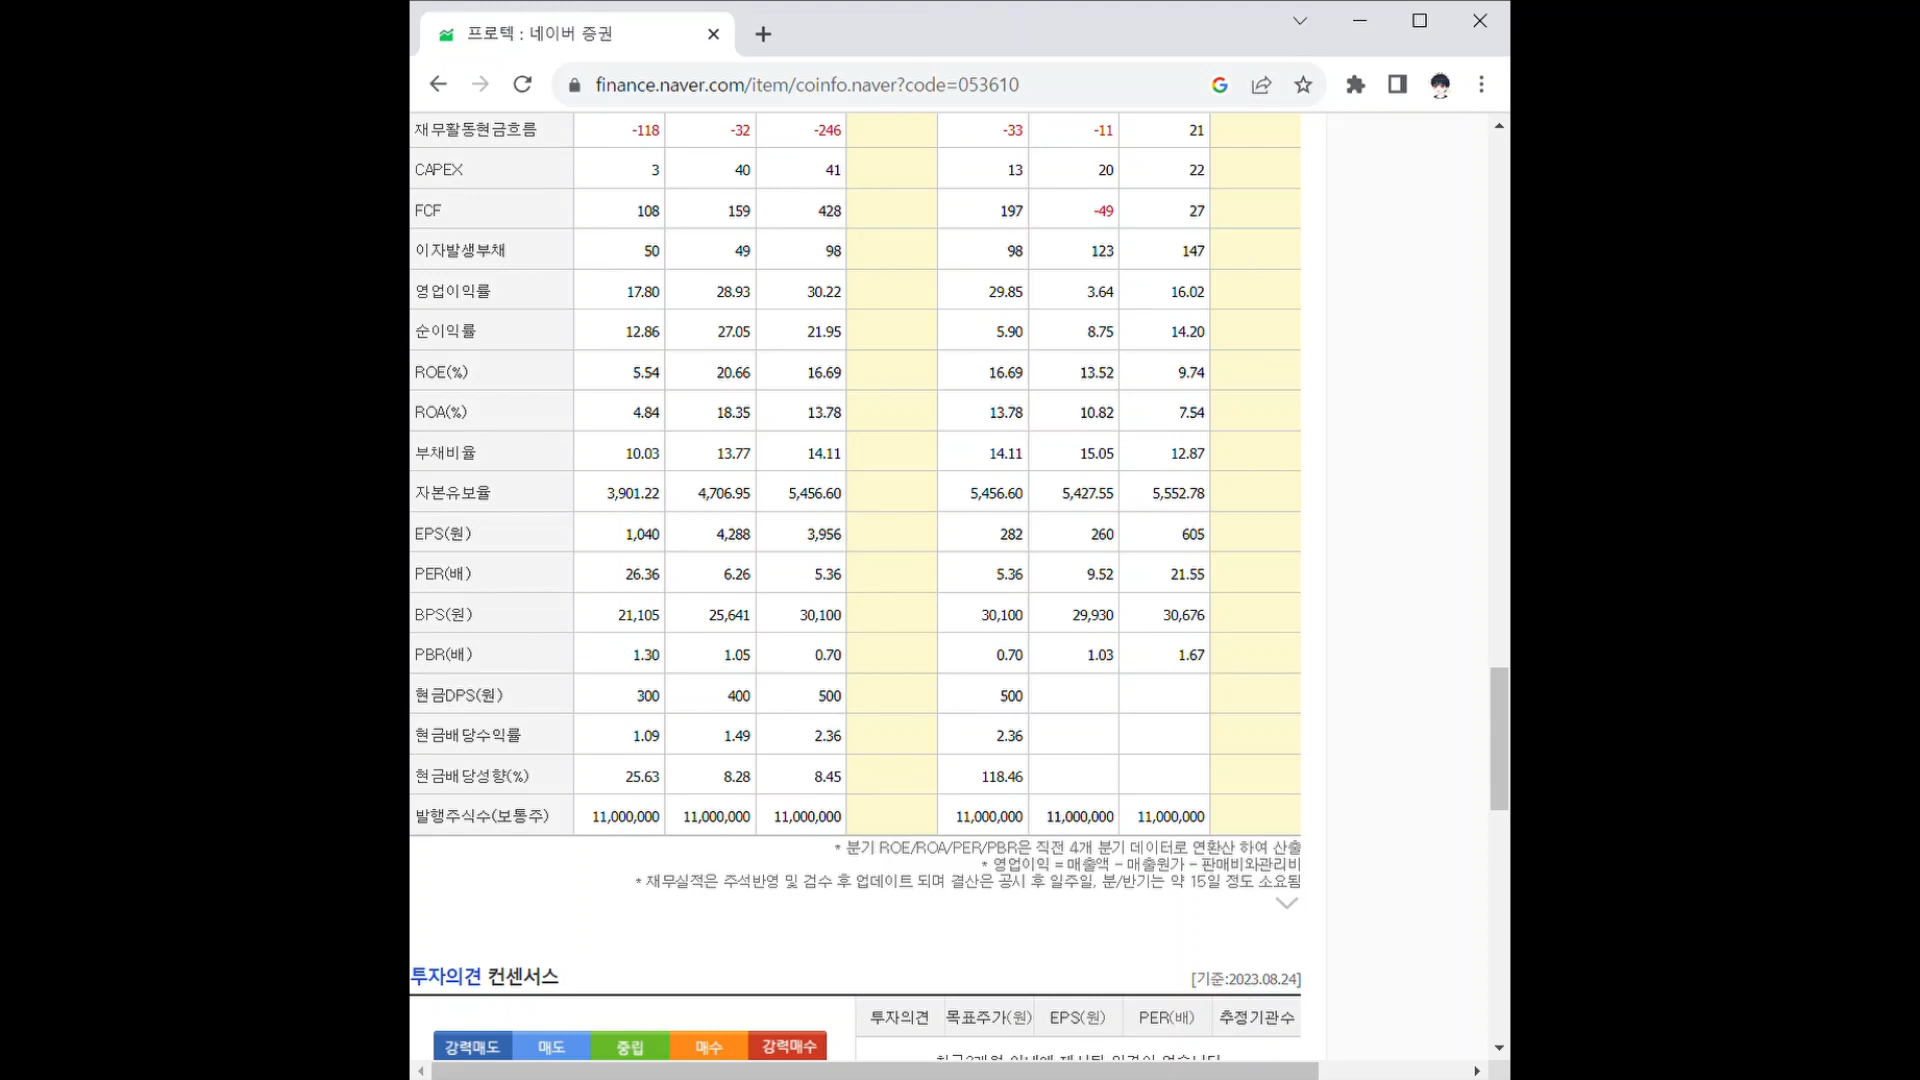 프로텍 : 네이버 증권
finance.naver.com/item/coinfo.naver?code=053610
재무활동현금흐름 -118 -32 -246 -33 -11 21
CAPEX 3 40 41 13 20 22
FCF 108 159 428 197 -49 27
이자발생부채 50 49 98 98 123 147
영업이익률 17.80 28.93 30.22 29.85 3.64 16.02
순이익률 12.86 27.05 21.95 5.90 8.75 14.20
ROE(%) 5.54 20.66 16.69 16.69 13.52 9.74
ROA(%) 4.84 18.35 13.78 13.78 10.82 7.54
부채비율 10.03 13.77 14.11 14.11 15.05 12.87
자본유보율 3,901.22 4,706.95 5,456.60 5,456.60 5,427.55 5,552.78
EPS(원) 1,040 4,288 3,956 282 260 605
PER(배) 26.36 6.26 5.36 5.36 9.52 21.55
BPS(원) 21,105 25,641 30,100 30,100 29,930 30,676
PBR(배) 1.30 1.05 0.70 0.70 1.03 1.67
현금DPS(원) 300 400 500 500
현금배당수익률 1.09 1.49 2.36 2.36
현금배당성향(%) 25.63 8.28 8.45 118.46
발행주식수(보통주) 11,000,000 11,000,000 11,000,000 11,000,000 11,000,000 11,000,000
* 분기 ROE/ROA/PER/PBR은 직전 4개 분기 데이터로 연환산 하여 산출
* 영업이익 = 매출액 - 매출원가 - 판매비와관리비
* 재무실적은 주석반영 및 검수 후 업데이트 되며 결산은 공시 후 일주일, 분/반기는 약 15일 정도 소요됨
투자의견 컨센서스 [기준:2023.08.24]
투자의견 목표주가(원) EPS(원) PER(배) 추정기관수
강력매도 매도 중립 매수 강력매수